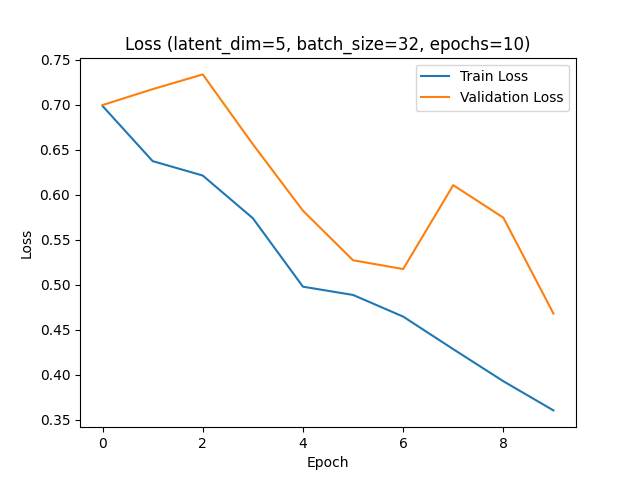 Loss (latent_dim=5, batch_size=32, epochs=10)
0.75
0.70
0.65
0.60
0.55
0.50
0.45
0.40
0.35
Loss
Train Loss
Validation Loss
0 2 4 6 8
Epoch